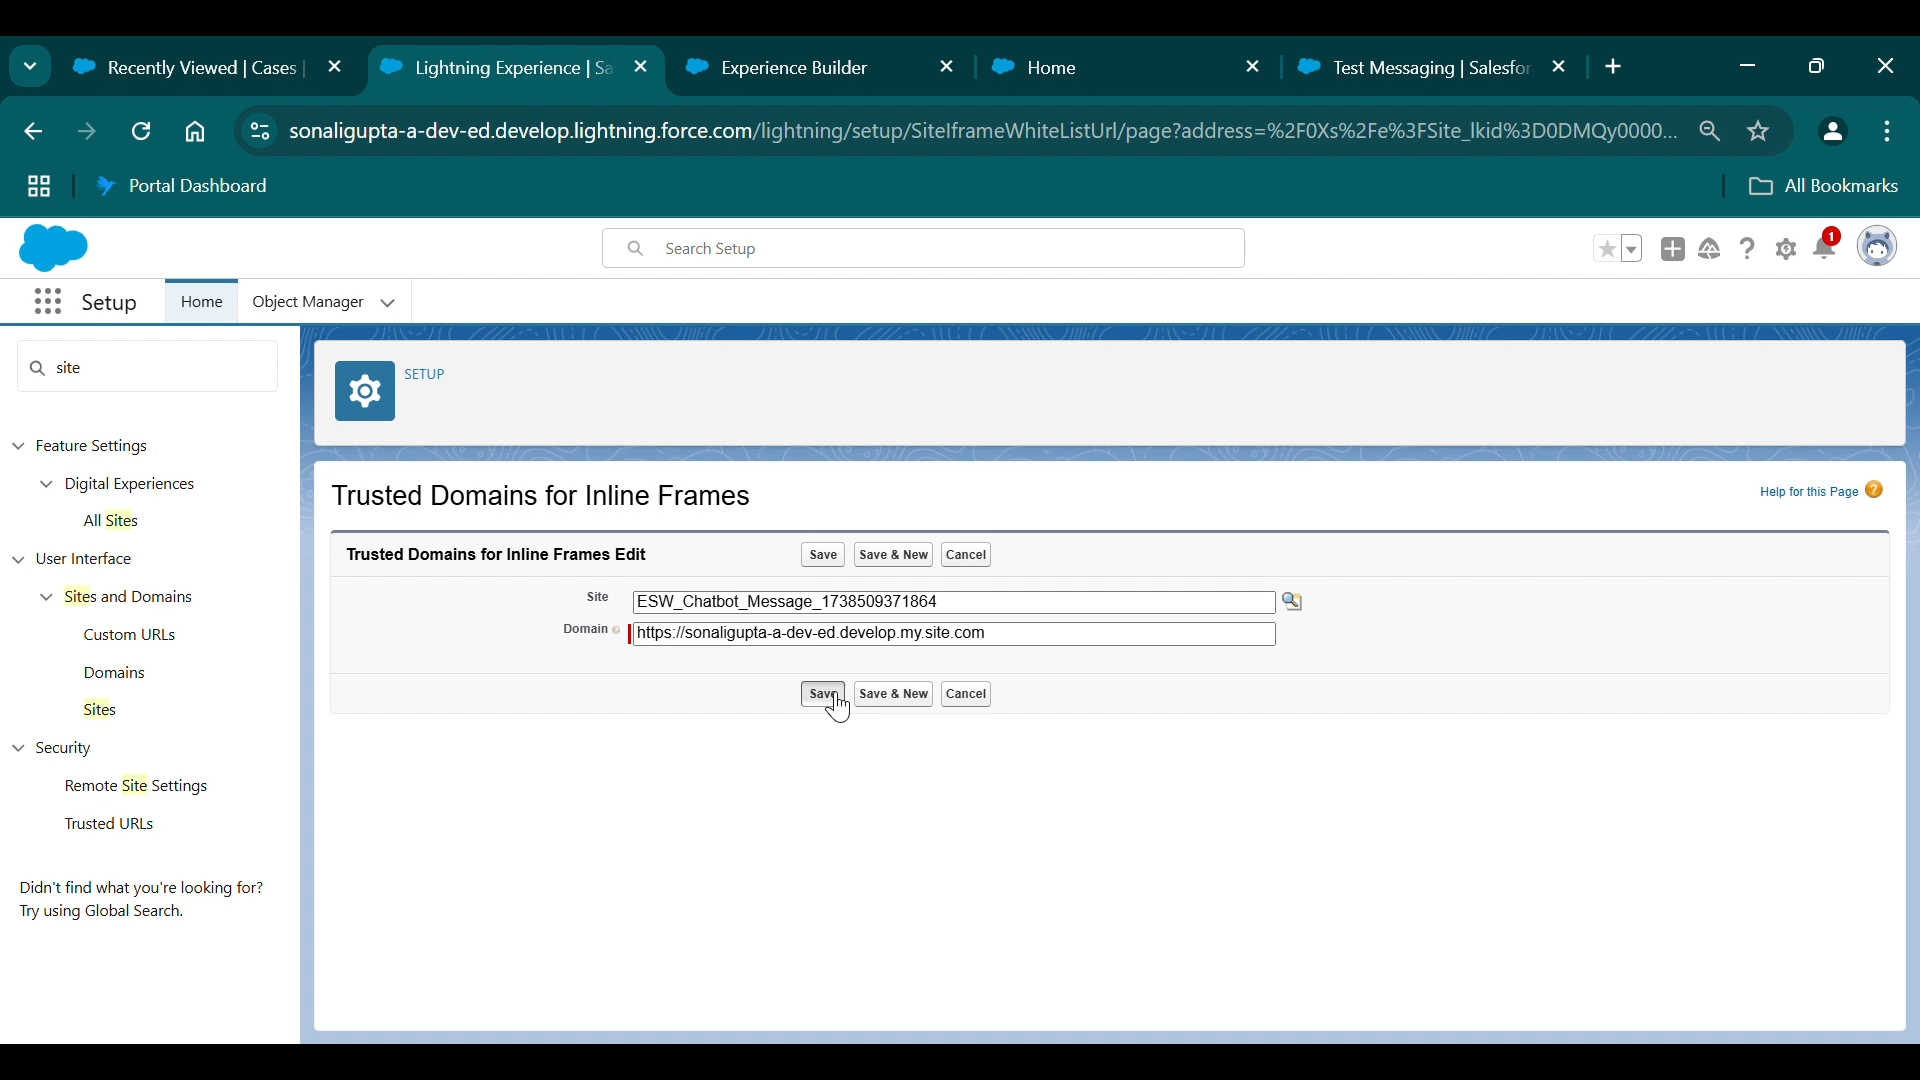 Recently Viewed | Cases |
Lightning Experience | Sa
Experience Builder
Home
Test Messaging | Salesfor
sonaligupta-a-dev-ed.develop.lightning.force.com/lightning/setup/SiteIframeWhiteListUrl/page?address=%2F0Xs%2Fe%3FSite_lkid%3D0DMQy0000...
Portal Dashboard
All Bookmarks
Search Setup
1
Setup
Home
Object Manager
site
SETUP
Feature Settings
Digital Experiences
All Sites
User Interface
Sites and Domains
Custom URLs
Domains
Sites
Security
Remote Site Settings
Trusted URLs
Didn't find what you're looking for?
Try using Global Search.
Trusted Domains for Inline Frames
Help for this Page ?
Trusted Domains for Inline Frames Edit
Save
Save & New
Cancel
Site
ESW_Chatbot_Message_1738509371864
Domain
https://sonaligupta-a-dev-ed.develop.my.site.com
Save
Save & New
Cancel